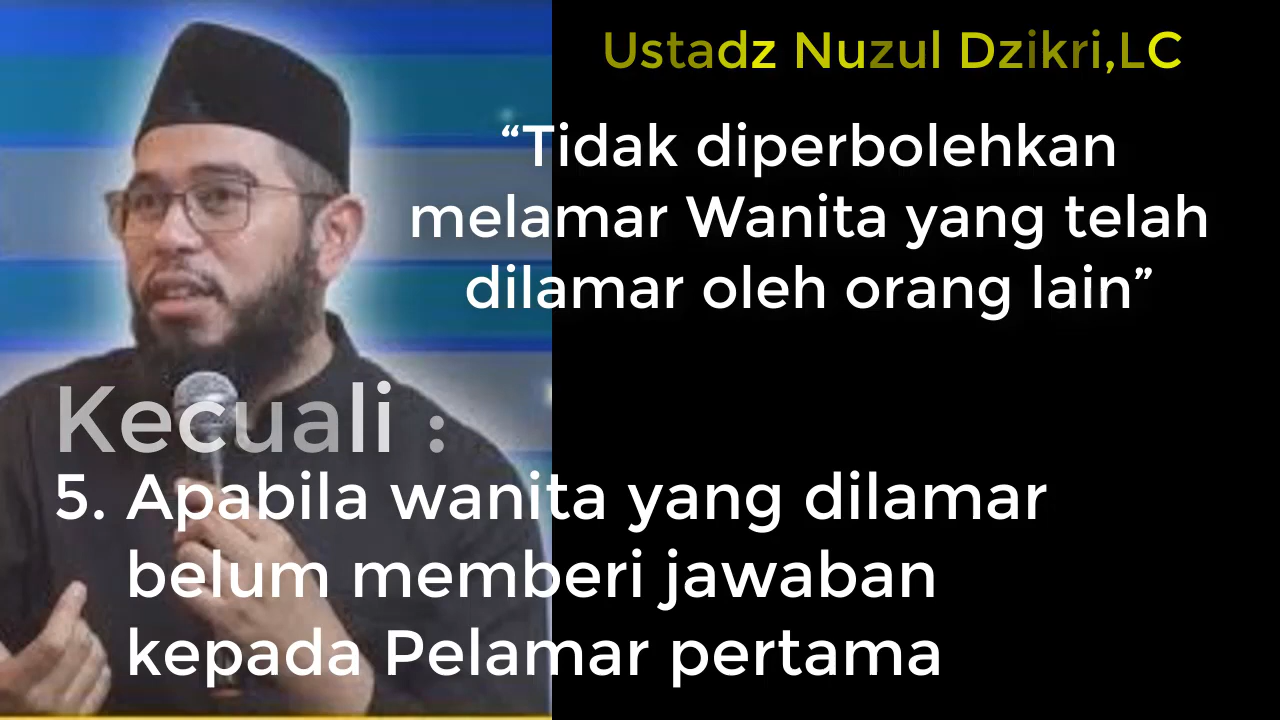 Ustadz Nuzul Dzikri,LC
“Tidak diperbolehkan
melamar Wanita yang telah
dilamar oleh orang lain”
Kecuali :
5. Apabila wanita yang dilamar
belum memberi jawaban
kepada Pelamar pertama